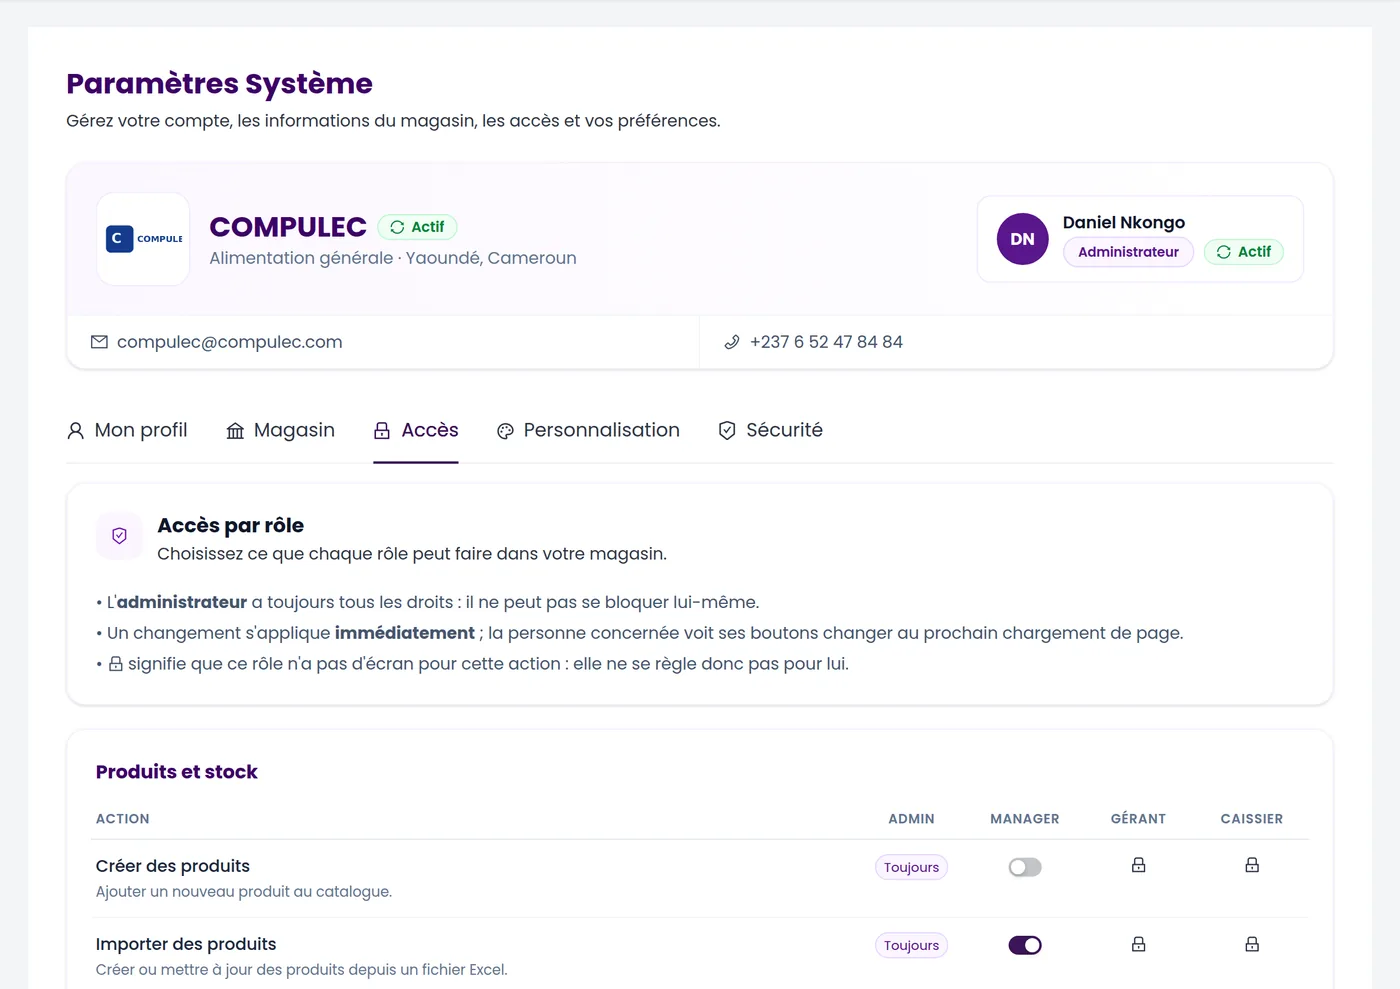 Paramètres Système
Gérez votre compte, les informations du magasin, les accès et vos préférences.
C COMPULE
COMPULEC Actif
Alimentation générale · Yaoundé, Cameroun
DN
Daniel Nkongo
Administrateur Actif
compulec@compulec.com
+237 6 52 47 84 84
Mon profil Magasin Accès Personnalisation Sécurité
Accès par rôle
Choisissez ce que chaque rôle peut faire dans votre magasin.
• L'administrateur a toujours tous les droits : il ne peut pas se bloquer lui-même.
• Un changement s'applique immédiatement ; la personne concernée voit ses boutons changer au prochain chargement de page.
• signifie que ce rôle n'a pas d'écran pour cette action : elle ne se règle donc pas pour lui.
Produits et stock
ACTION ADMIN MANAGER GÉRANT CAISSIER
Créer des produits Toujours
Ajouter un nouveau produit au catalogue.
Importer des produits Toujours
Créer ou mettre à jour des produits depuis un fichier Excel.